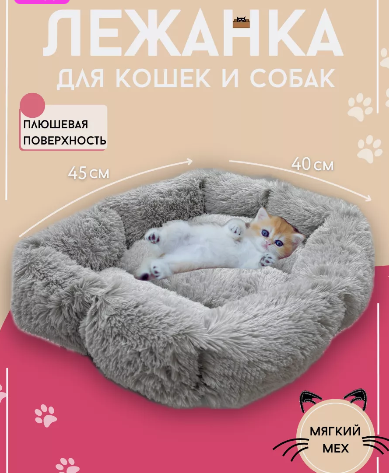 ЛЕЖАНКА
ДЛЯ КОШЕК И СОБАК
ПЛЮШЕВАЯ
ПОВЕРХНОСТЬ
45 см
40 см
МЯГКИЙ
МЕХ